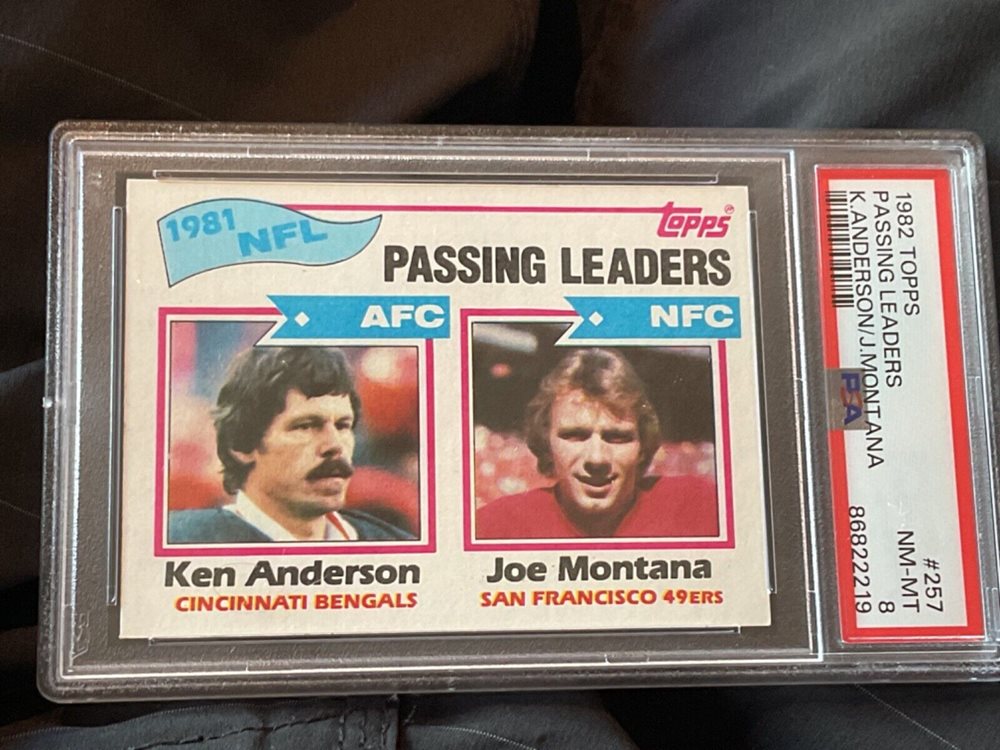 1981 NFL
topps®
PASSING LEADERS
AFC
NFC
Ken Anderson
CINCINNATI BENGALS
Joe Montana
SAN FRANCISCO 49ERS
1982 TOPPS #257
PASSING LEADERS NM-MT
K.ANDERSON/J.MONTANA 8
PSA 86822219